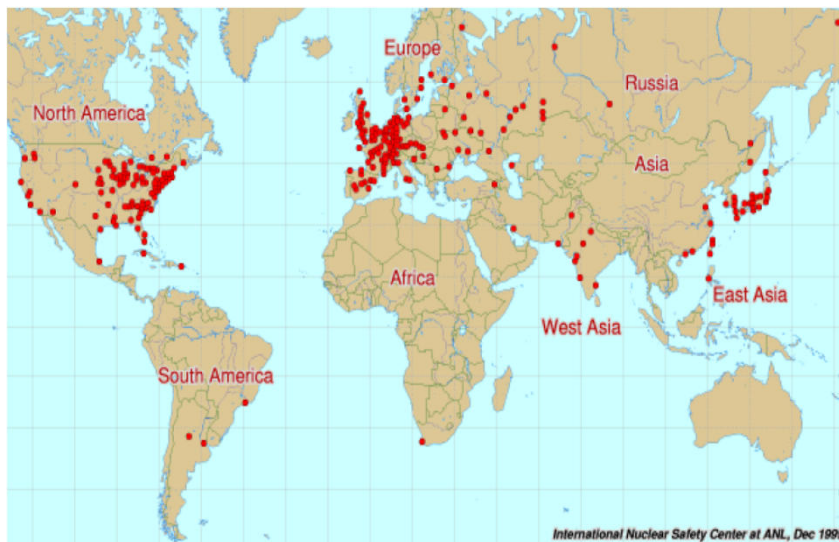 Europe
Russia
North America
Asia
Africa
East Asia
West Asia
South America
International Nuclear Safety Center at ANL, Dec 199